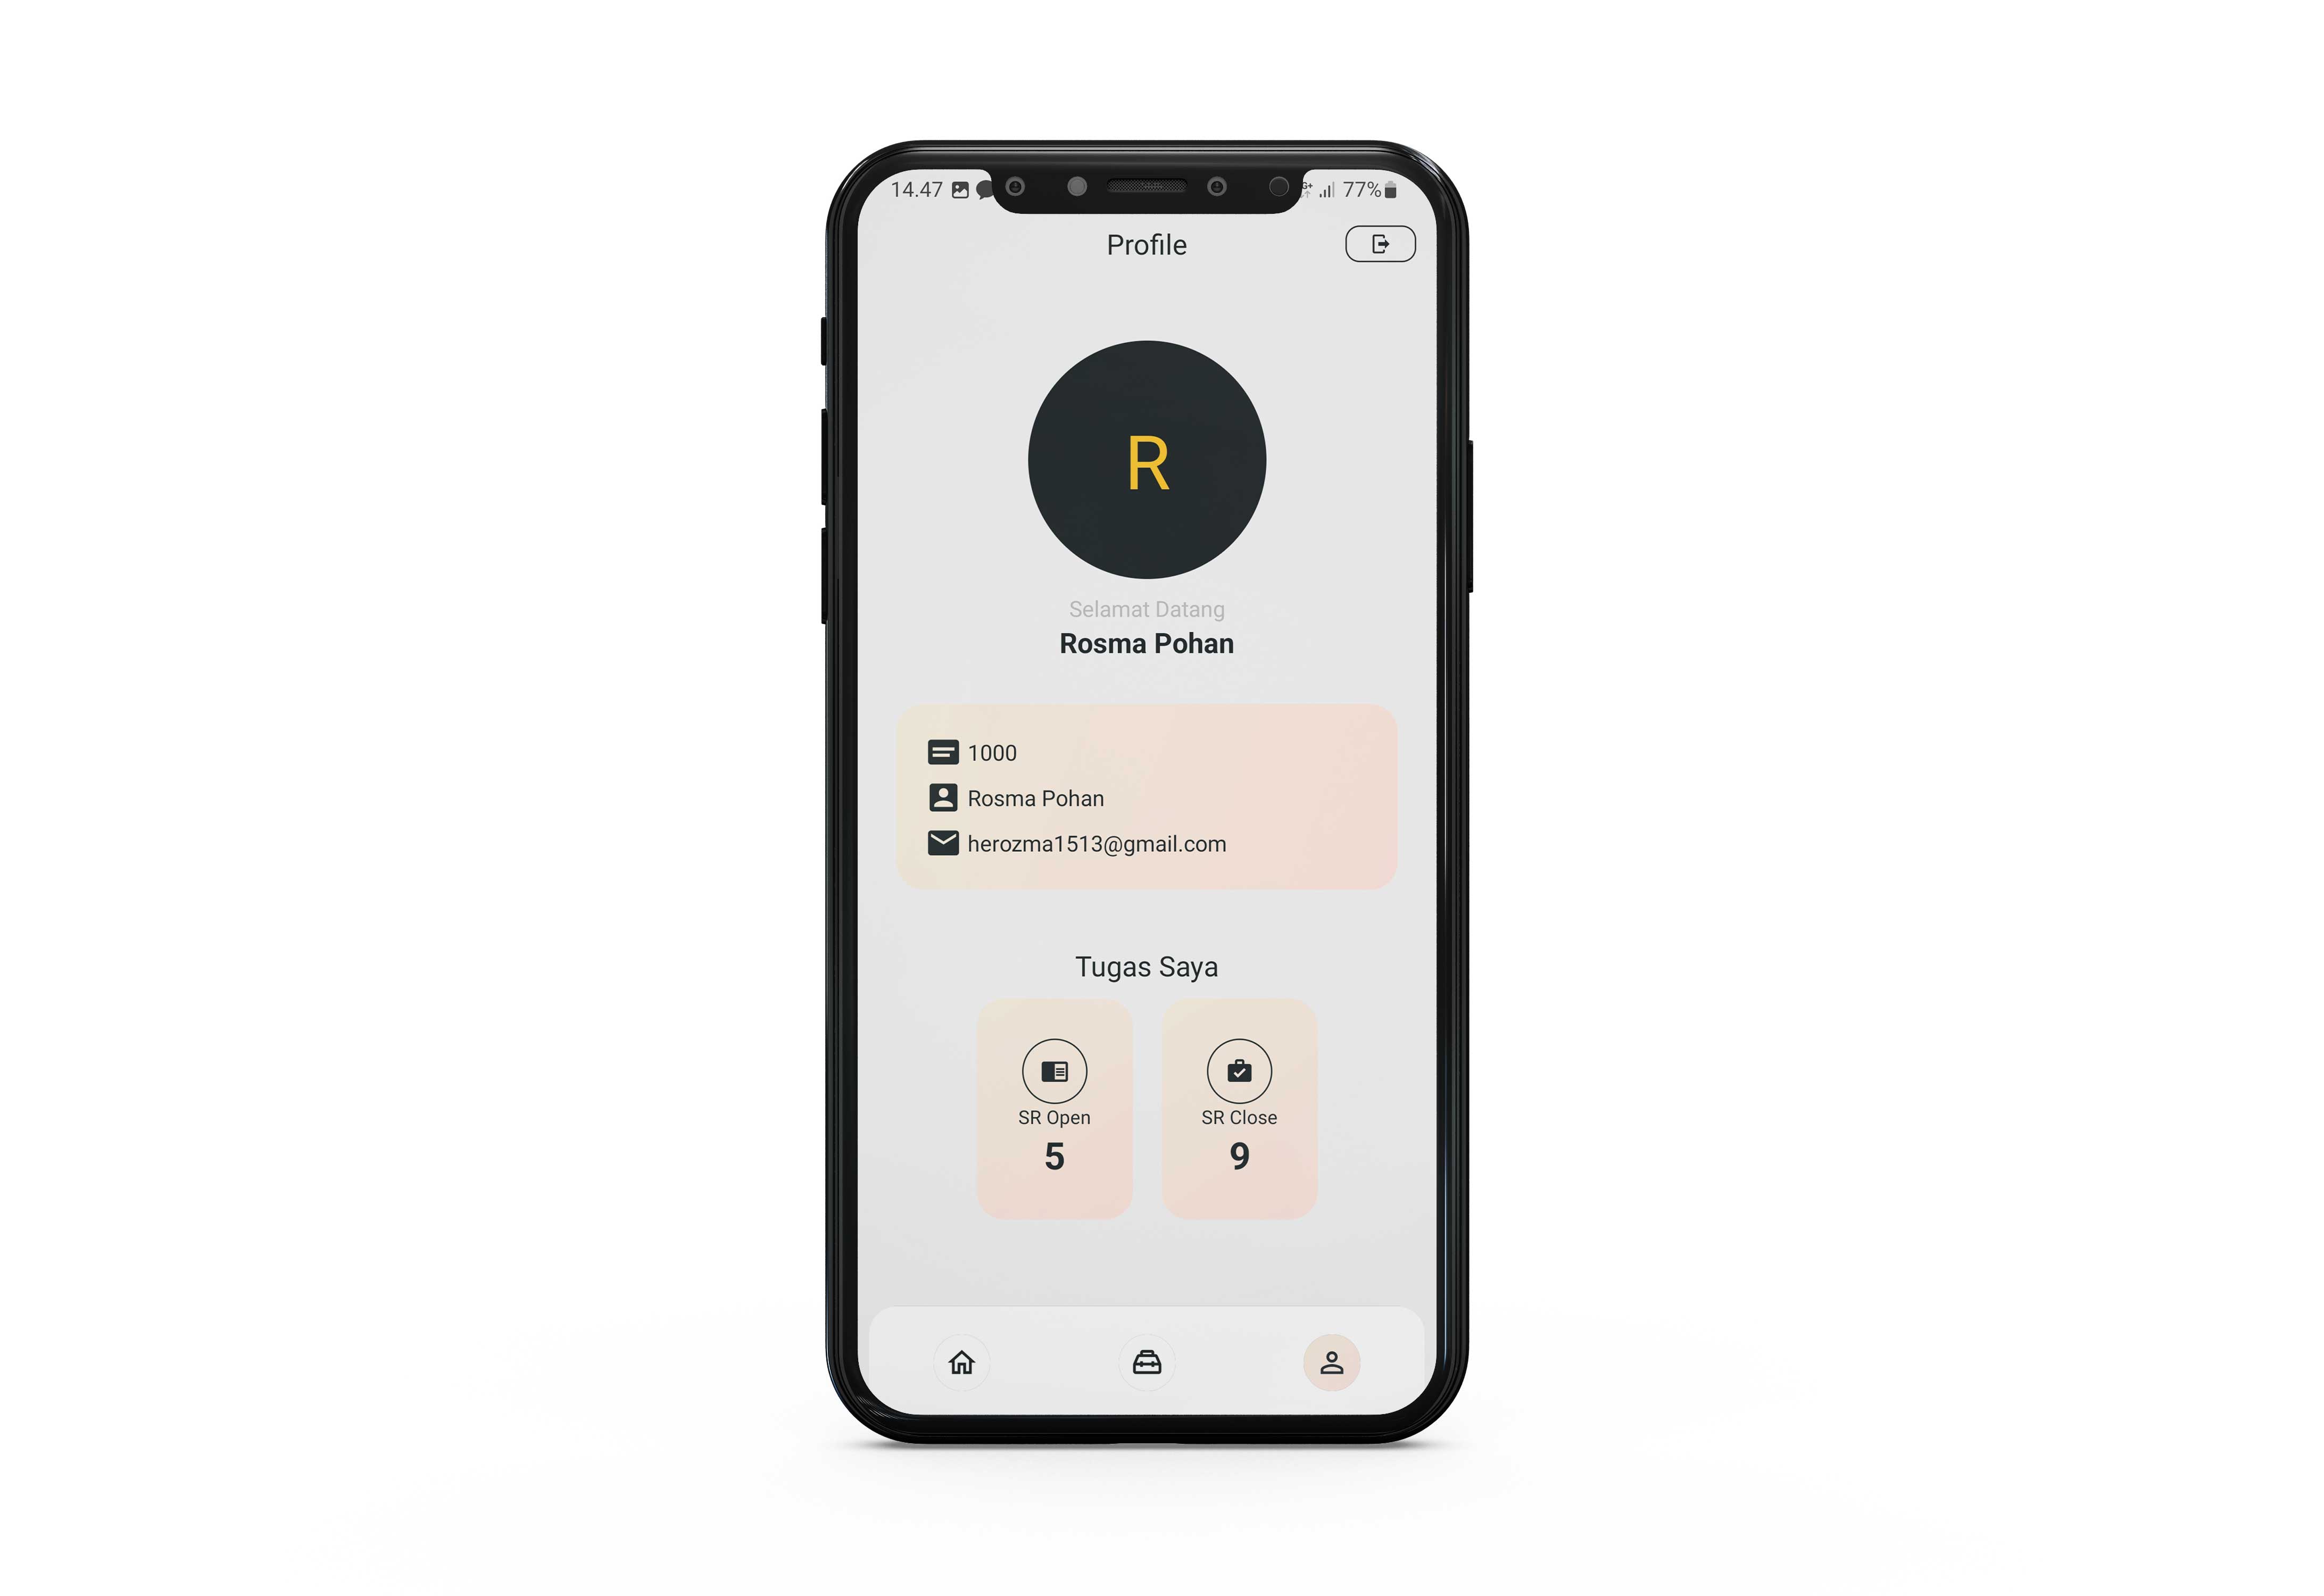 14.47 77%
Profile
R
Selamat Datang
Rosma Pohan
1000
Rosma Pohan
herozma1513@gmail.com
Tugas Saya
SR Open SR Close
5 9